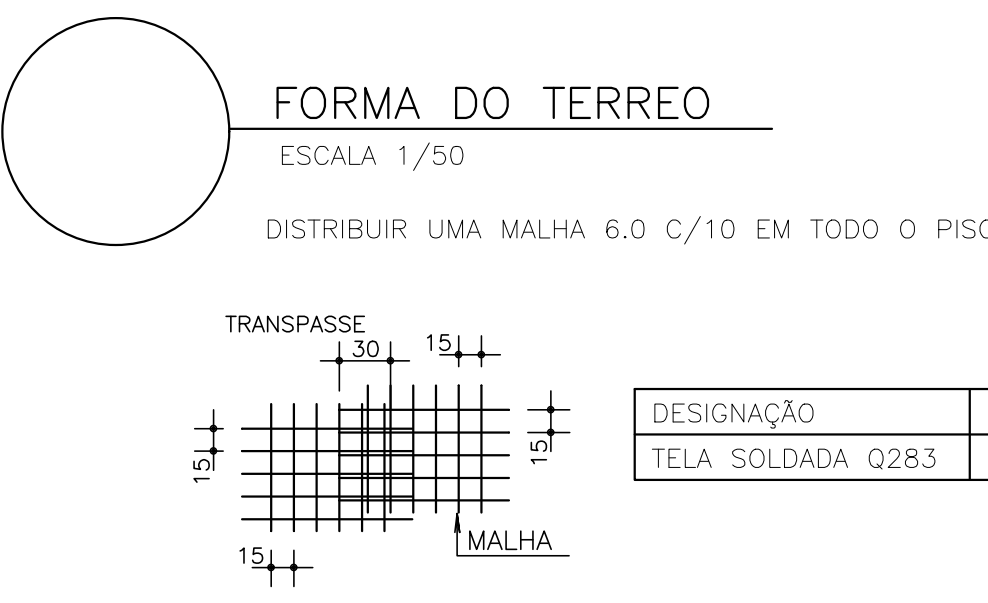 FORMA DO TERREO
ESCALA 1/50
DISTRIBUIR UMA MALHA 6.0 C/10 EM TODO O PISO
TRANSPASSE
30
15
15
15
DESIGNAÇÃO
TELA SOLDADA Q283
MALHA
15